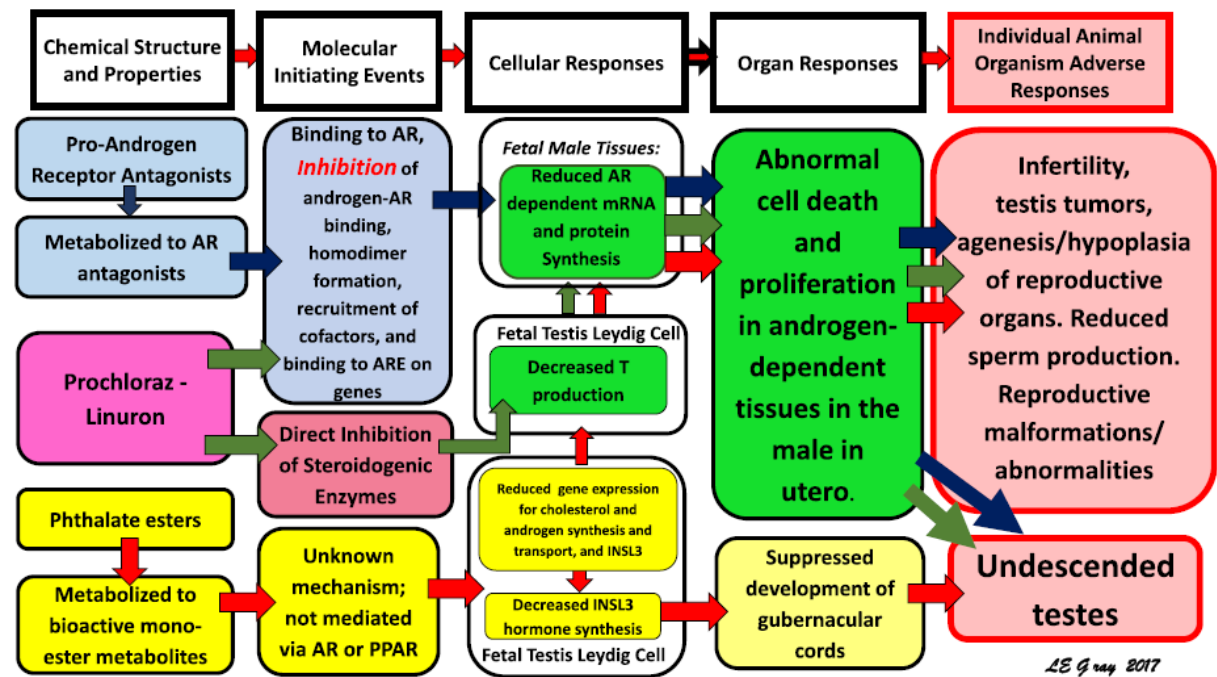 Chemical Structure
and Properties
Molecular
Initiating Events
Cellular Responses
Organ Responses
Individual Animal
Organism Adverse
Responses
Pro-Androgen
Receptor Antagonists
Metabolized to AR
antagonists
Prochloraz -
Linuron
Phthalate esters
Metabolized to
bioactive mono-
ester metabolites
Binding to AR,
Inhibition of
androgen-AR
binding,
homodimer
formation,
recruitment of
cofactors, and
binding to ARE on
genes
Direct Inhibition
of Steroidogenic
Enzymes
Unknown
mechanism;
not mediated
via AR or PPAR
Fetal Male Tissues:
Reduced AR
dependent mRNA
and protein
Synthesis
Fetal Testis Leydig Cell
Decreased T
production
Reduced gene expression
for cholesterol and
androgen synthesis and
transport, and INSL3
Decreased INSL3
hormone synthesis
Fetal Testis Leydig Cell
Abnormal
cell death
and
proliferation
in androgen-
dependent
tissues in the
male in
utero.
Suppressed
development of
gubernacular
cords
Infertility,
testis tumors,
agenesis/hypoplasia
of reproductive
organs. Reduced
sperm production.
Reproductive
malformations/
abnormalities
Undescended
testes
LE Gray 2017